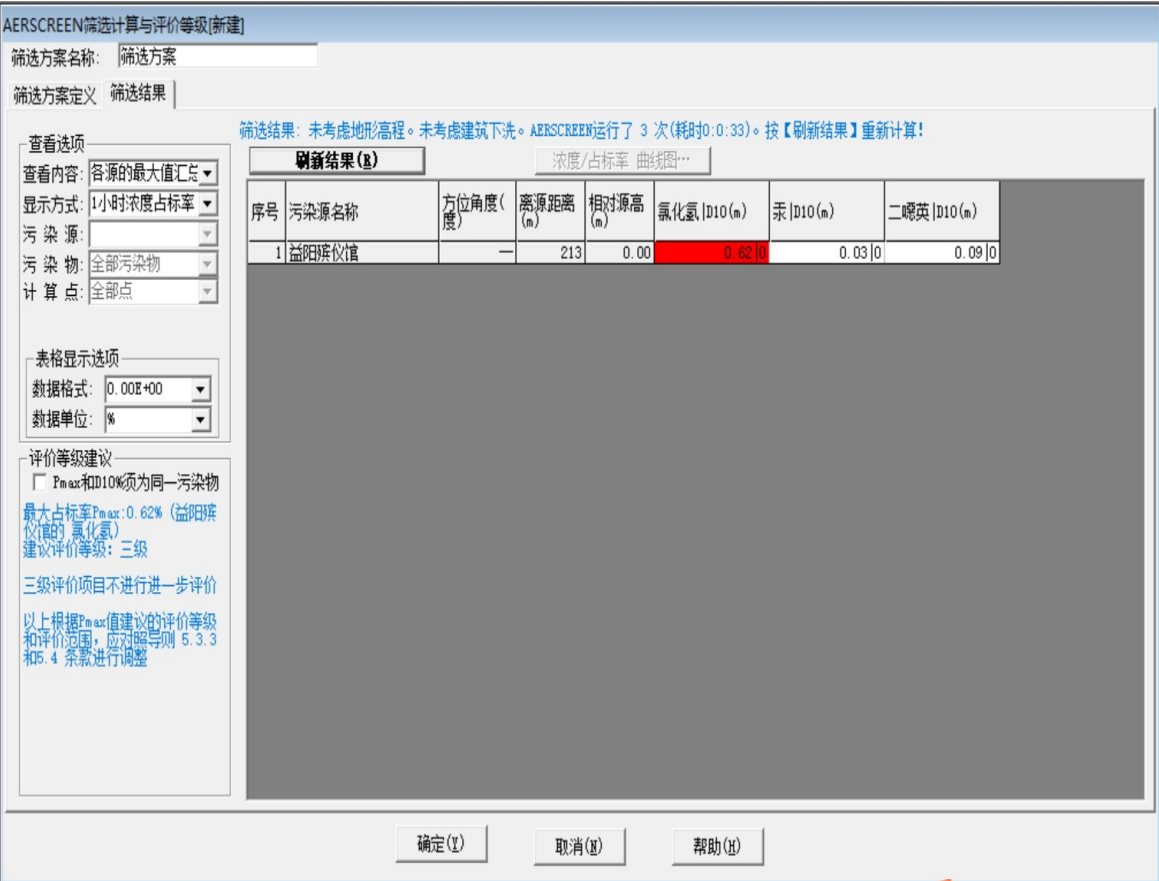 AERSCREEN筛选计算与评价等级[新建]
筛选方案名称: 筛选方案
筛选方案定义 筛选结果
查看选项
查看内容: 各源的最大值汇总
显示方式: 1小时浓度占标率
污 染 源:
污 染 物: 全部污染物
计 算 点: 全部点
表格显示选项
数据格式: 0.00E+00
数据单位: %
评价等级建议
Pmax和D10%须为同一污染物
最大占标率Pmax:0.62% (益阳殡
仪馆的 氯化氢)
建议评价等级: 三级
三级评价项目不进行进一步评价
以上根据Pmax值建议的评价等级
和评价范围，应对照导则 5.3.3
和5.4 条款进行调整
筛选结果: 未考虑地形高程。未考虑建筑下洗。AERSCREEN运行了 3 次(耗时0:0:33)。按【刷新结果】重新计算!
刷新结果(R) 浓度/占标率 曲线图…
序号 污染源名称 方位角度(度) 离源距离(m) 相对源高(m) 氯化氢|D10(m) 汞|D10(m) 二噁英|D10(m)
1 益阳殡仪馆 — 213 0.00 0.62|0 0.03|0 0.09|0
确定(Y) 取消(N) 帮助(H)